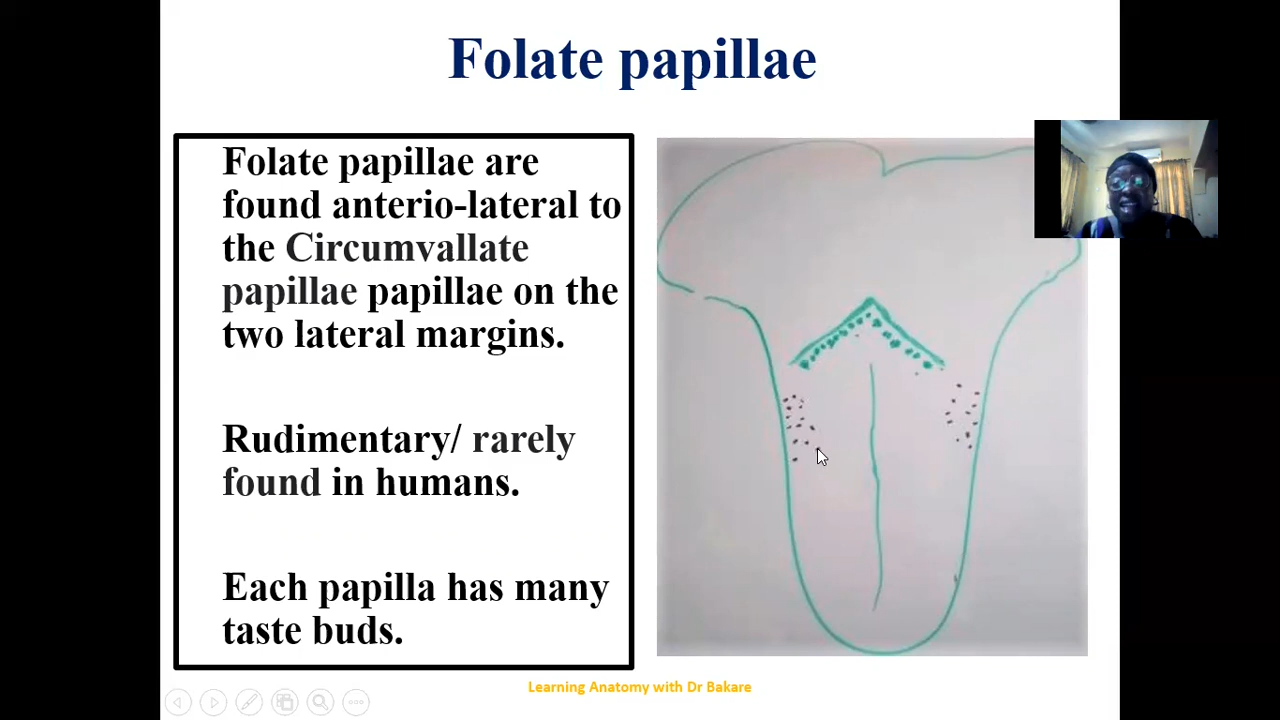 Folate papillae
Folate papillae are
found anterio-lateral to
the Circumvallate
papillae papillae on the
two lateral margins.
Rudimentary/ rarely
found in humans.
Each papilla has many
taste buds.
Learning Anatomy with Dr Bakare